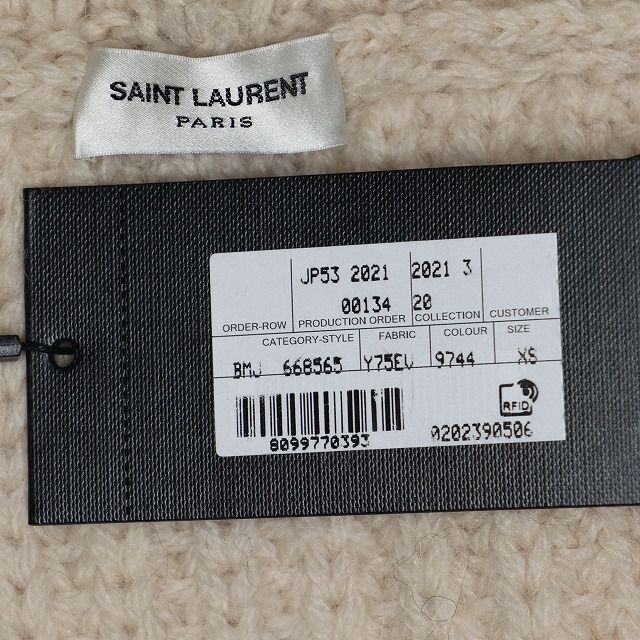 SAINT LAURENT
PARIS
JP53 2021 2021 3
00134 20
ORDER-ROW PRODUCTION ORDER COLLECTION CUSTOMER
CATEGORY-STYLE FABRIC COLOUR SIZE
BMJ 668565 Y75EV 9744 XS
RFID
8099770393 0202390506